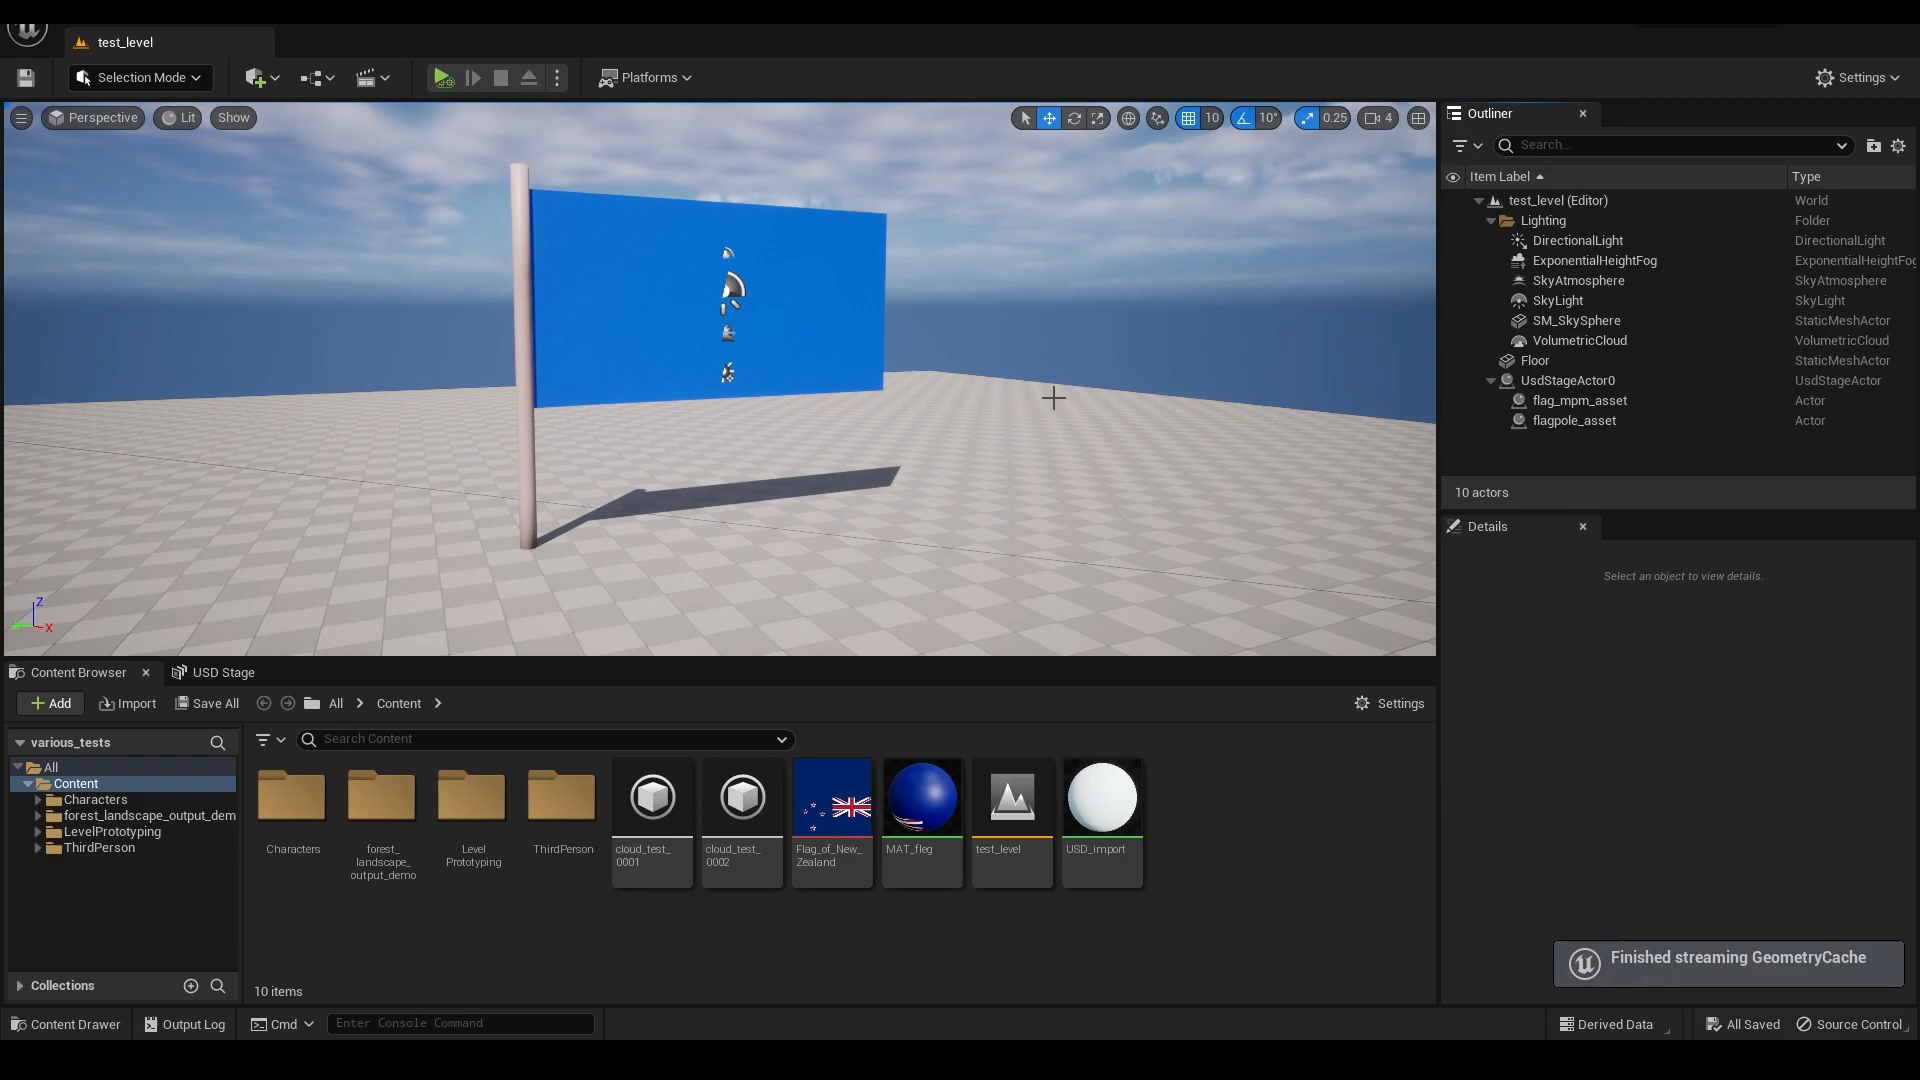 test_level
Selection Mode
Platforms
Settings
Perspective
Lit
Show
10
10°
0.25
4
Outliner
Search...
Item Label
Type
test_level (Editor)
World
Lighting
Folder
DirectionalLight
DirectionalLight
ExponentialHeightFog
ExponentialHeightFog
SkyAtmosphere
SkyAtmosphere
SkyLight
SkyLight
SM_SkySphere
StaticMeshActor
VolumetricCloud
VolumetricCloud
Floor
StaticMeshActor
UsdStageActor0
UsdStageActor
flag_mpm_asset
Actor
flagpole_asset
Actor
10 actors
Details
Select an object to view details.
Z
X
Content Browser
USD Stage
Add
Import
Save All
All
Content
Settings
various_tests
Search Content
All
Content
Characters
forest_landscape_output_dem
LevelPrototyping
ThirdPerson
Characters
forest_
landscape_
output_demo
Level
Prototyping
ThirdPerson
cloud_test_
0001
cloud_test_
0002
Flag_of_New_
Zealand
MAT_fleg
test_level
USD_import
Collections
10 items
Finished streaming GeometryCache
Content Drawer
Output Log
Cmd
Enter Console Command
Derived Data
All Saved
Source Control